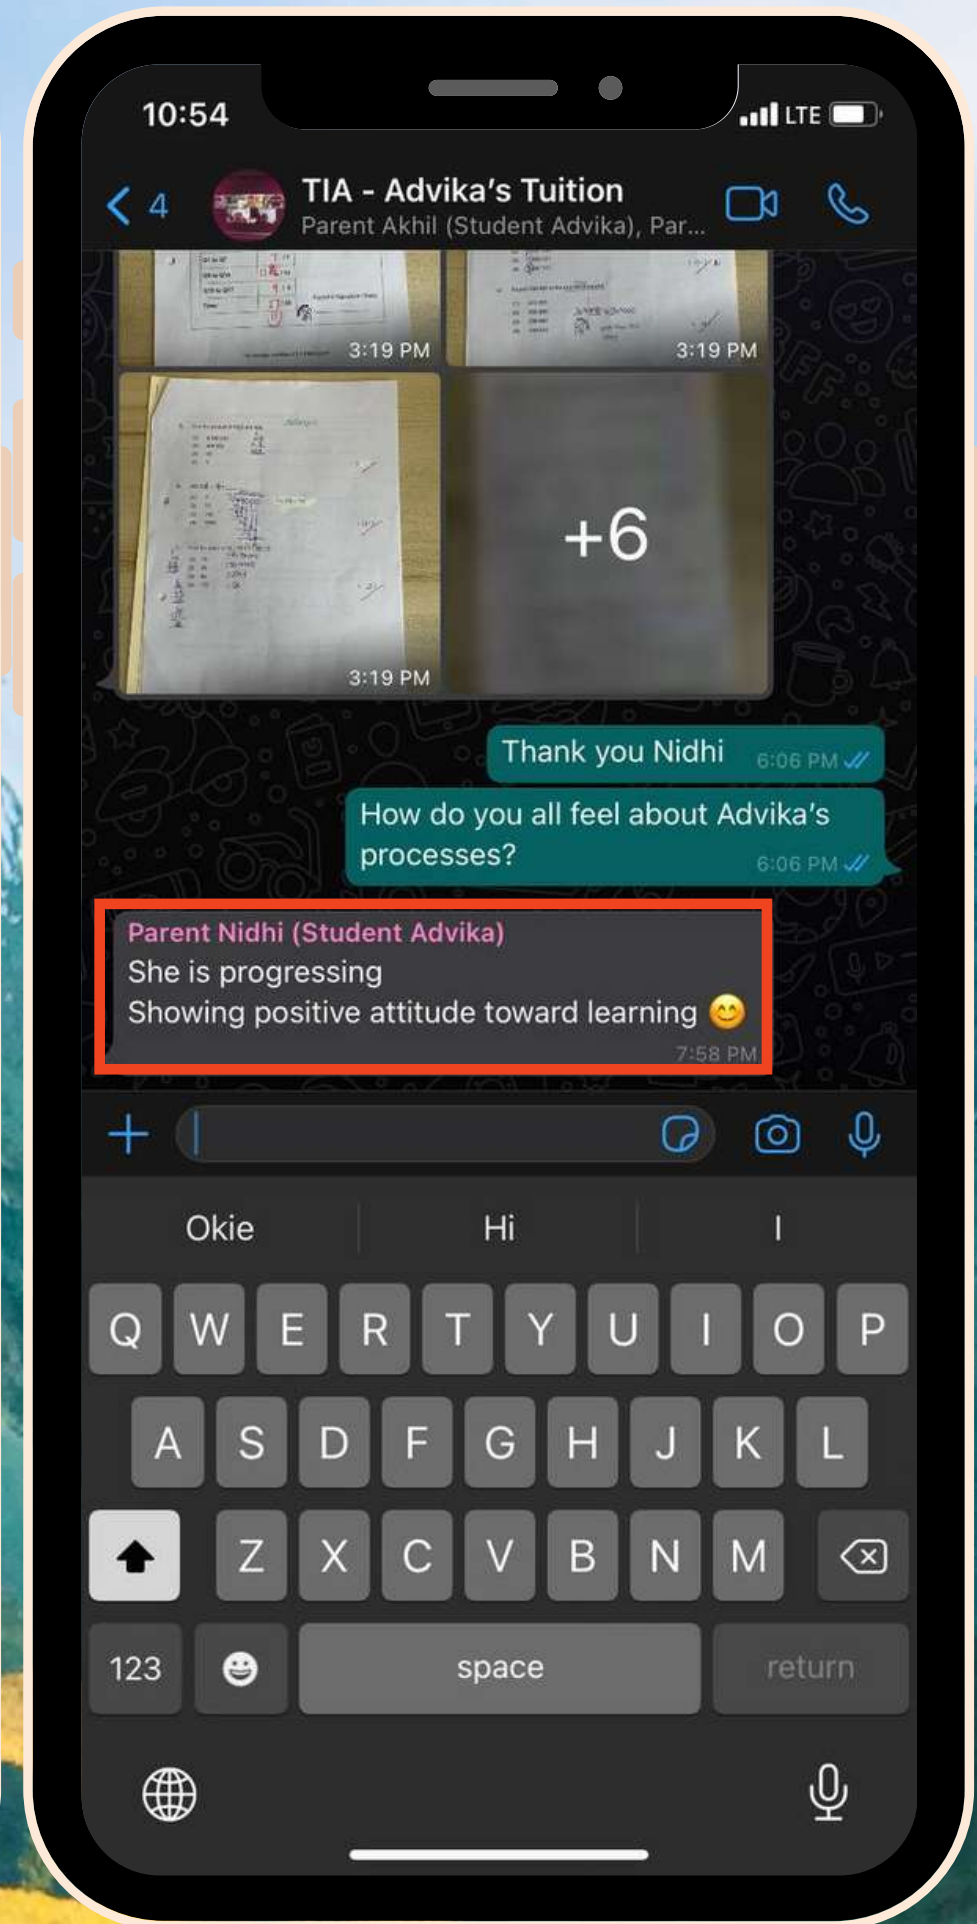 10:54
LTE
4
TIA - Advika's Tuition
Parent Akhil (Student Advika), Par...
3:19 PM
3:19 PM
3:19 PM
+6
Thank you Nidhi
6:06 PM
How do you all feel about Advika's
processes?
6:06 PM
Parent Nidhi (Student Advika)
She is progressing
Showing positive attitude toward learning 😊
7:58 PM
Okie Hi I
Q W E R T Y U I O P
A S D F G H J K L
Z X C V B N M
123 space return